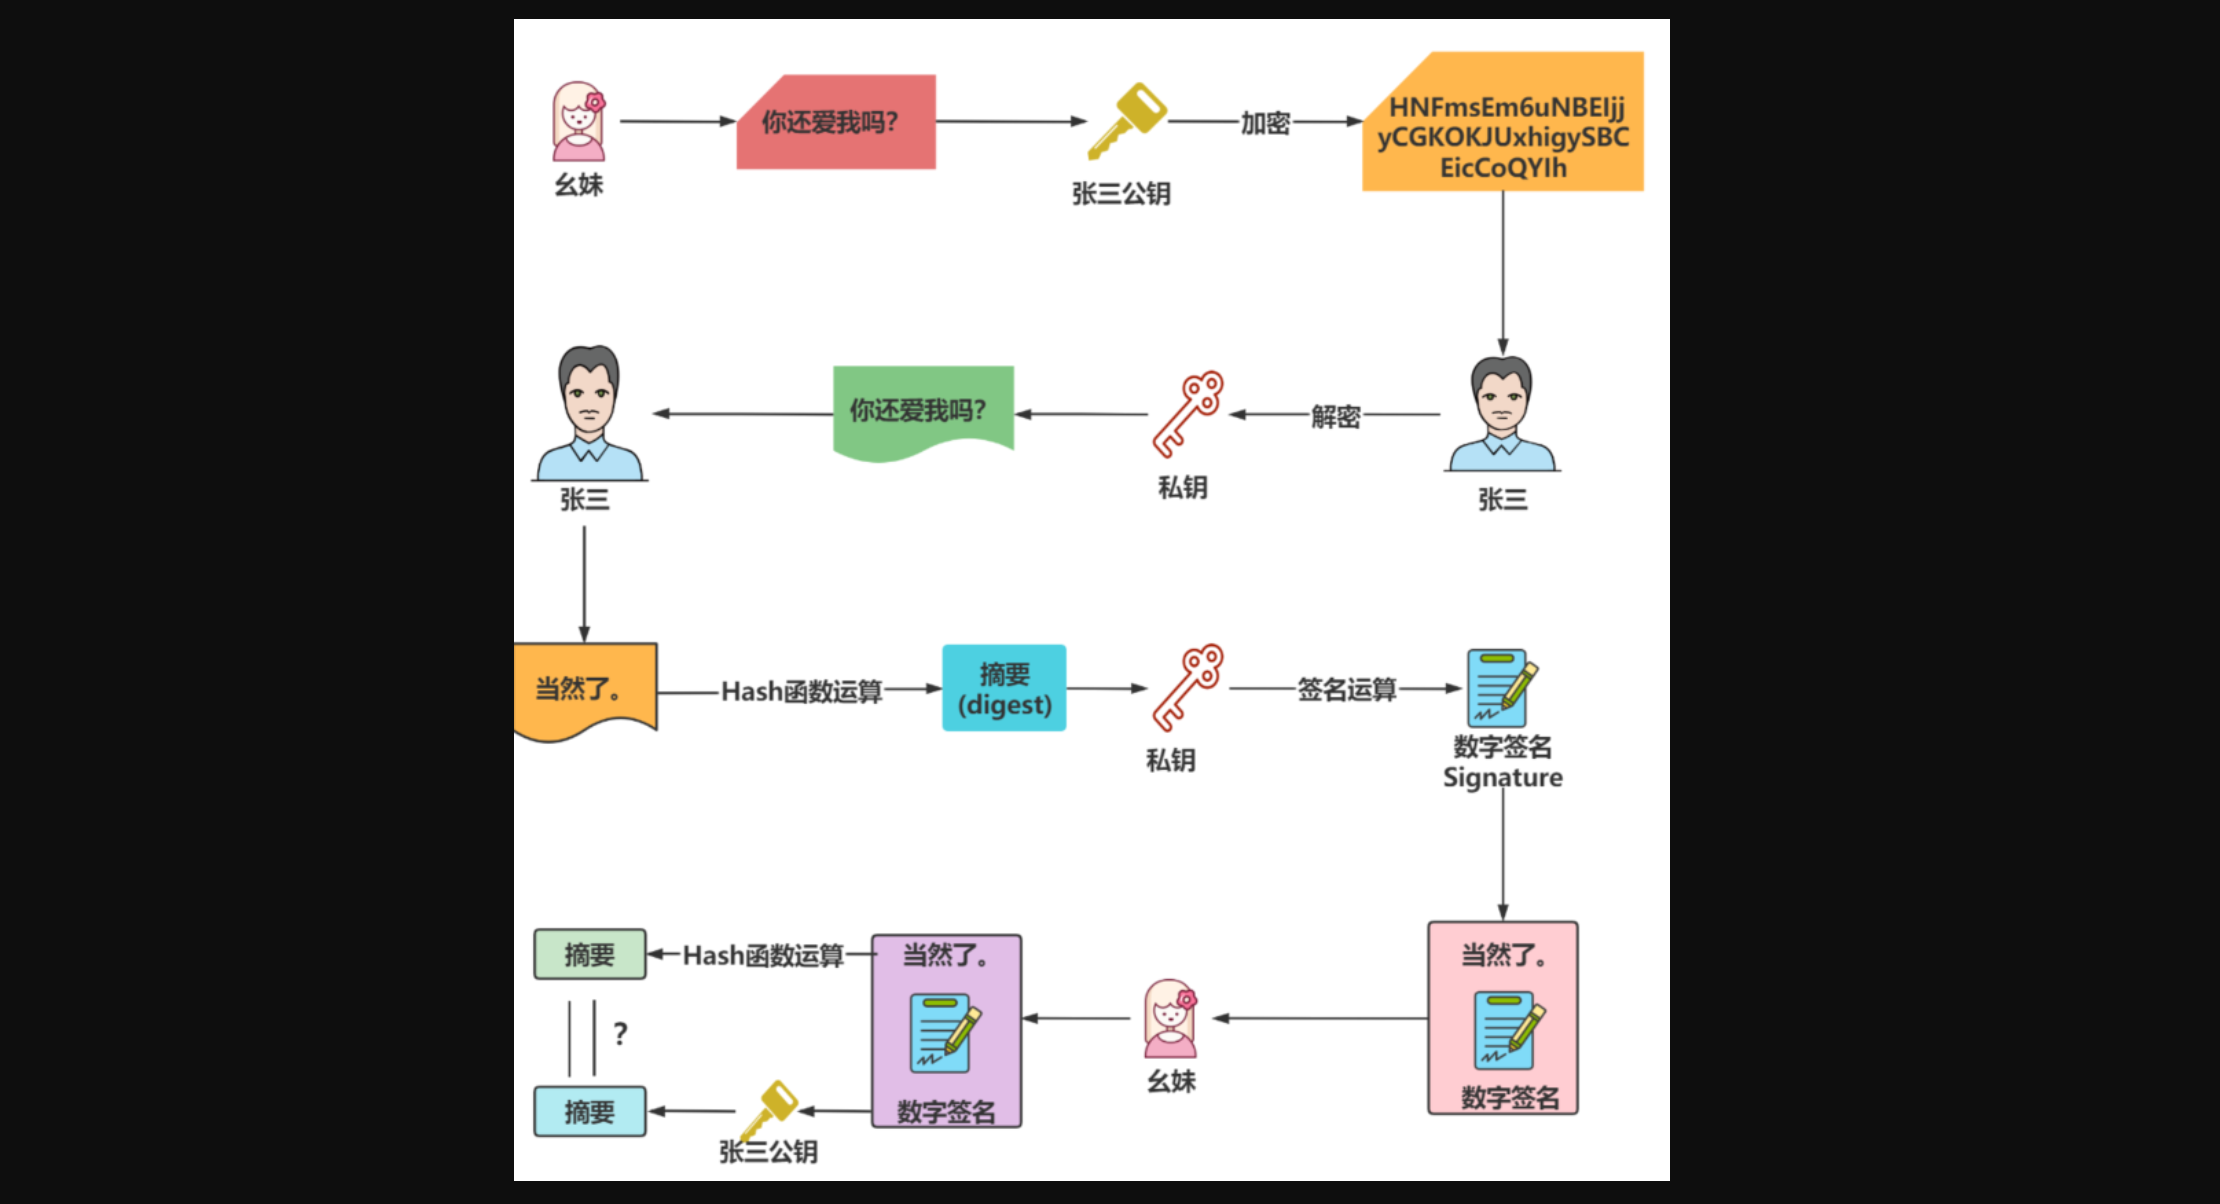 你还爱我吗？
加密
HNFmsEm6uNBEIjj
yCGKOKJUxhigySBC
EicCoQYIh
幺妹
张三公钥
你还爱我吗？
解密
私钥
张三
张三
当然了。
Hash函数运算
摘要
(digest)
签名运算
私钥
数字签名
Signature
摘要
Hash函数运算
当然了。
当然了。
？
幺妹
摘要
数字签名
数字签名
张三公钥